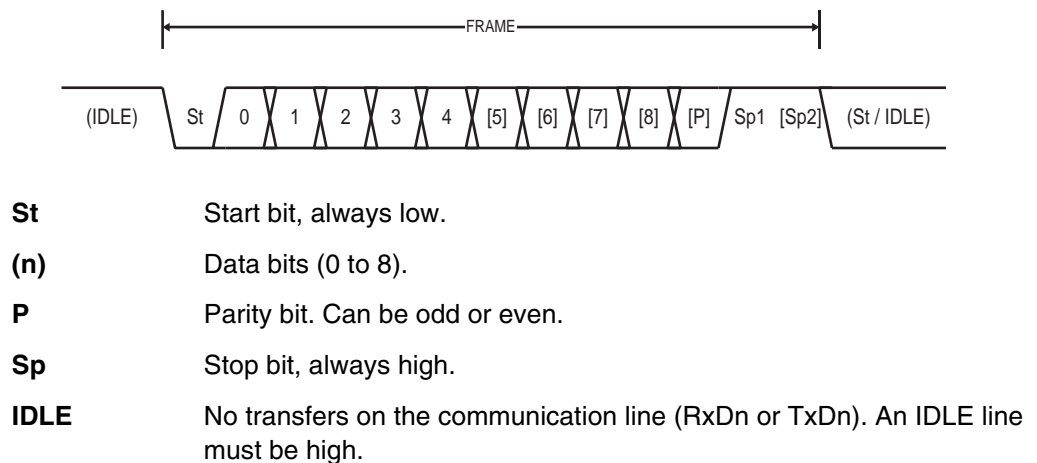 FRAME
(IDLE) St 0 1 2 3 4 [5] [6] [7] [8] [P] Sp1 [Sp2] (St / IDLE)
St Start bit, always low.
(n) Data bits (0 to 8).
P Parity bit. Can be odd or even.
Sp Stop bit, always high.
IDLE No transfers on the communication line (RxDn or TxDn). An IDLE line
must be high.